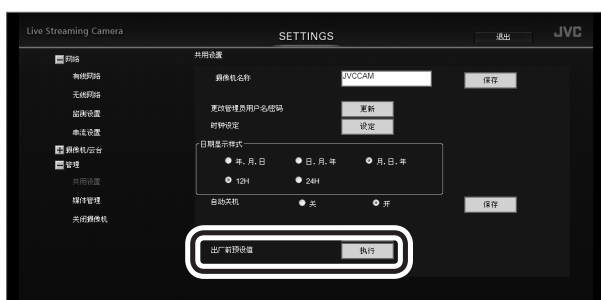 Live Streaming Camera
SETTINGS
退出
JVC
网络
有线网络
无线网络
监测设置
串流设置
摄像机/云台
管理
共用设置
媒体管理
关闭摄像机
共用设置
摄像机名称 JVCCAM 保存
更改管理员用户名/密码 更新
时钟设定 设定
日期显示样式
年. 月. 日 日. 月. 年 月. 日. 年
12H 24H
自动关机 关 开 保存
出厂前预设值 执行